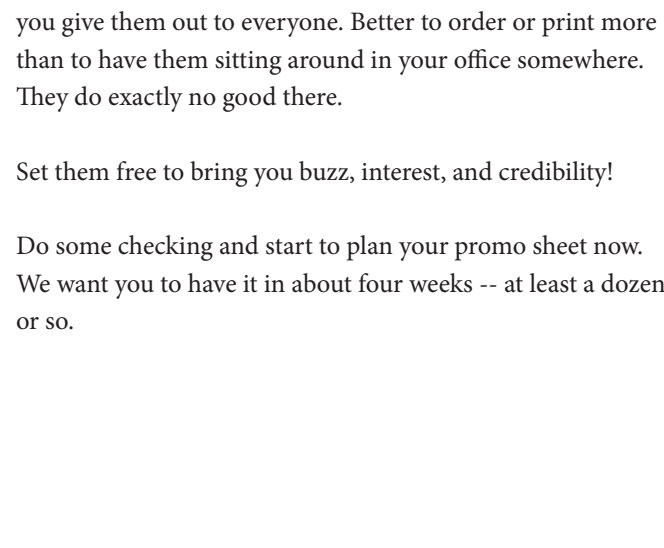 you give them out to everyone. Better to order or print more
than to have them sitting around in your office somewhere.
They do exactly no good there.
Set them free to bring you buzz, interest, and credibility!
Do some checking and start to plan your promo sheet now.
We want you to have it in about four weeks -- at least a dozen
or so.